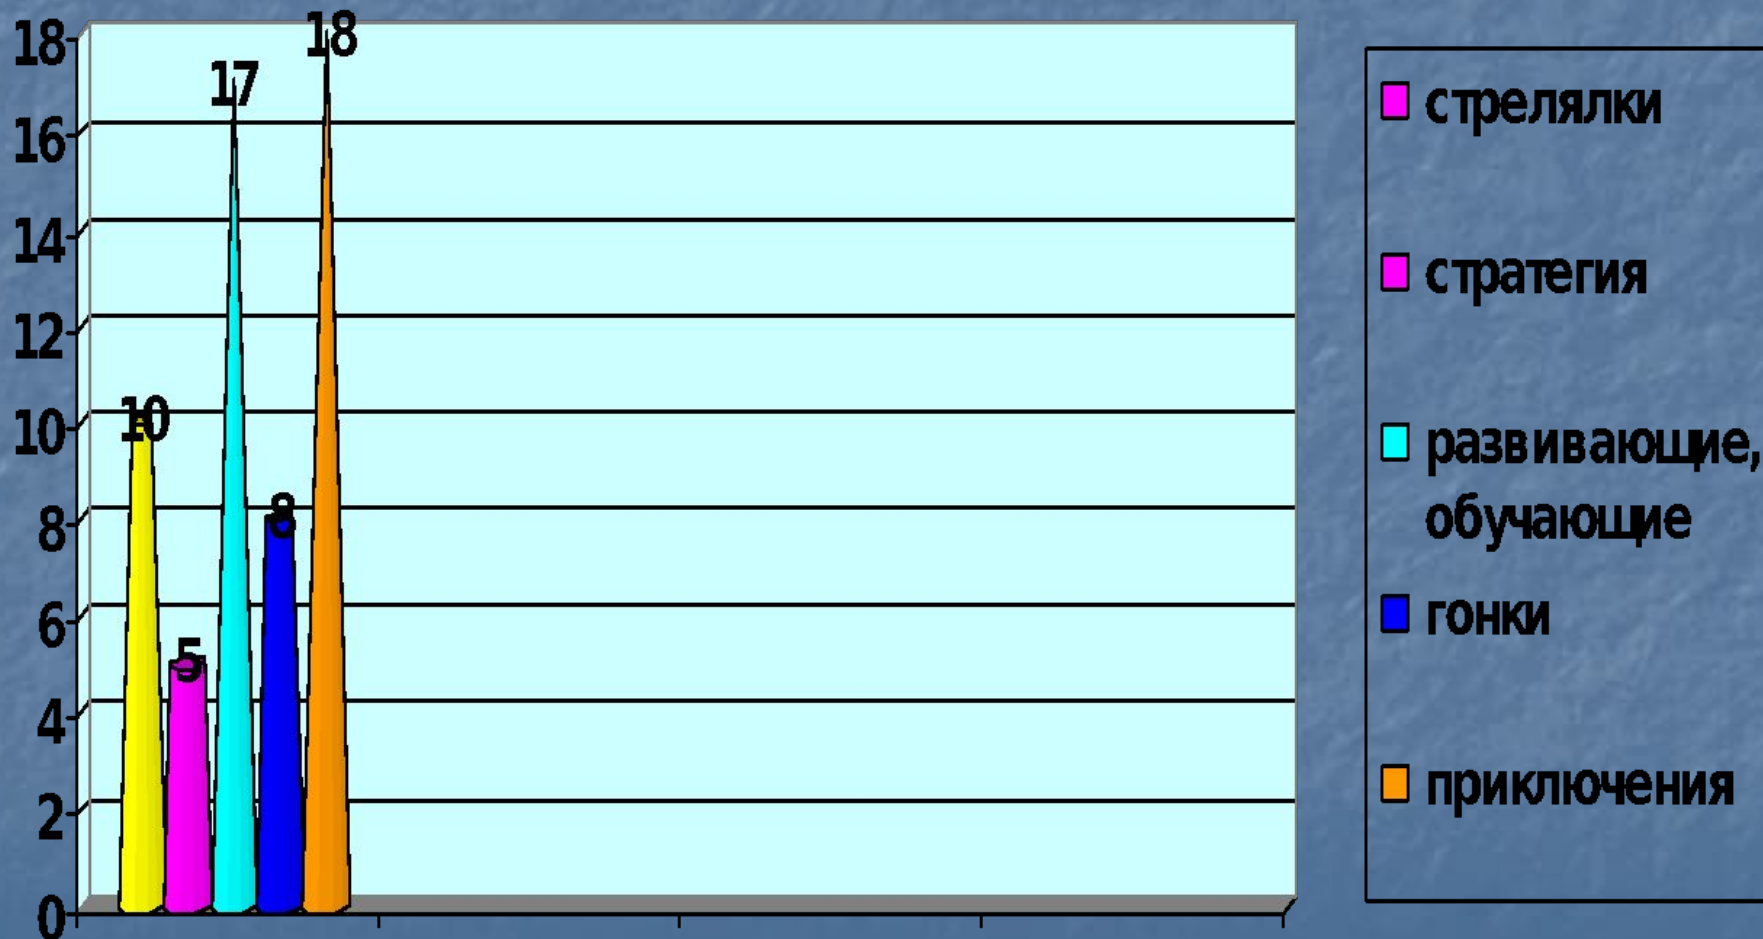 18
16
14
12
10
8
6
4
2
0
10
5
17
8
18
стрелялки
стратегия
развивающие,
обучающие
гонки
приключения